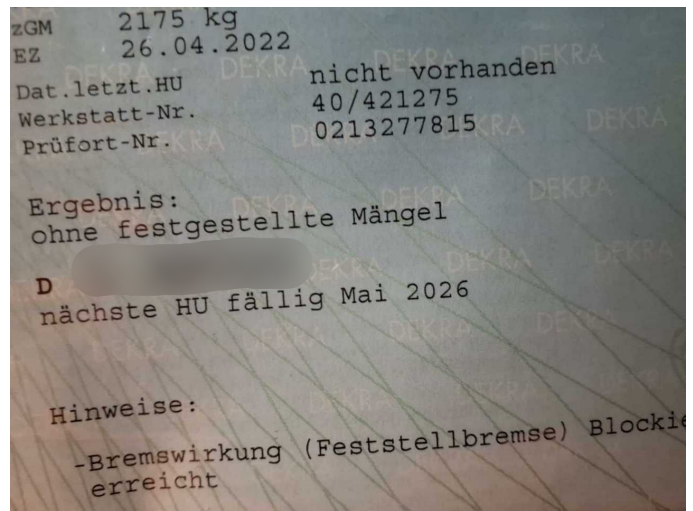 zGM 2175 kg
EZ 26.04.2022
Dat.letzt.HU nicht vorhanden
Werkstatt-Nr. 40/421275
Prüfort-Nr. 0213277815
Ergebnis:
ohne festgestellte Mängel
D
nächste HU fällig Mai 2026
Hinweise:
-Bremswirkung (Feststellbremse) Blockie
erreicht